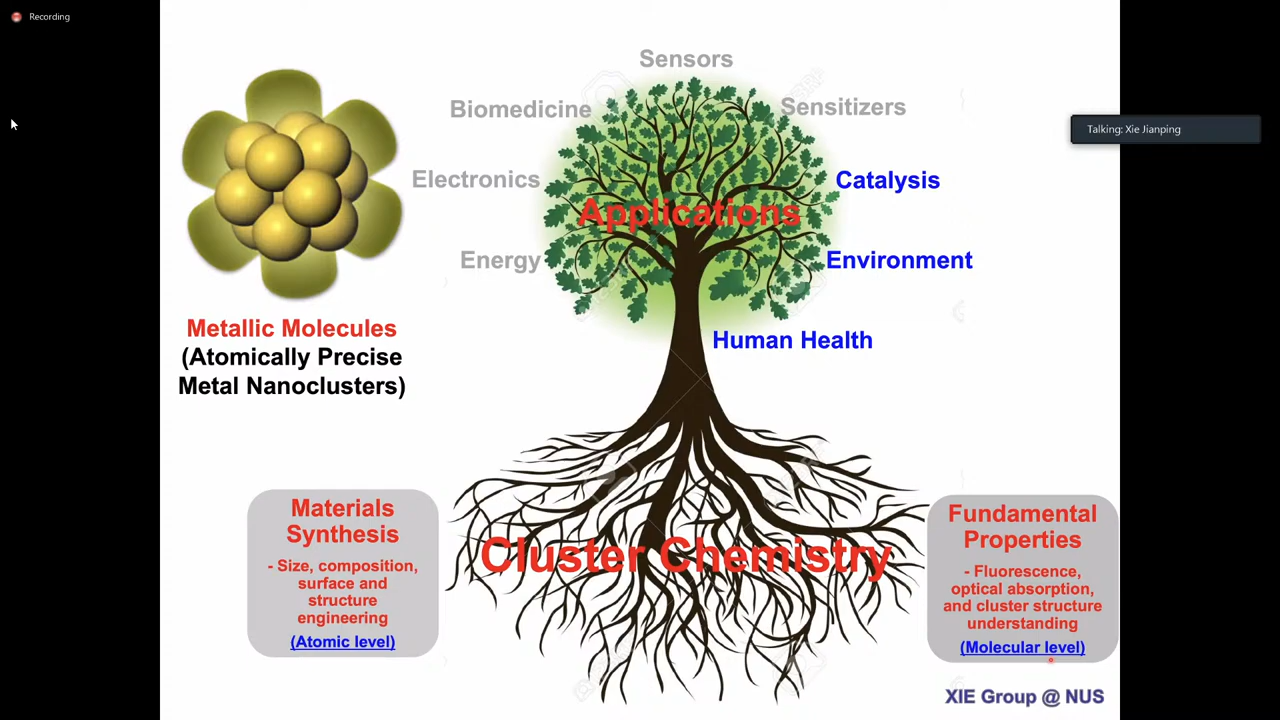 Recording
Sensors
Biomedicine
Sensitizers
Talking: Xie Jianping
Electronics
Catalysis
Applications
Energy
Environment
Metallic Molecules
(Atomically Precise
Metal Nanoclusters)
Human Health
Materials
Synthesis
- Size, composition,
surface and
structure
engineering
(Atomic level)
Cluster Chemistry
Fundamental
Properties
- Fluorescence,
optical absorption,
and cluster structure
understanding
(Molecular level)
XIE Group @ NUS